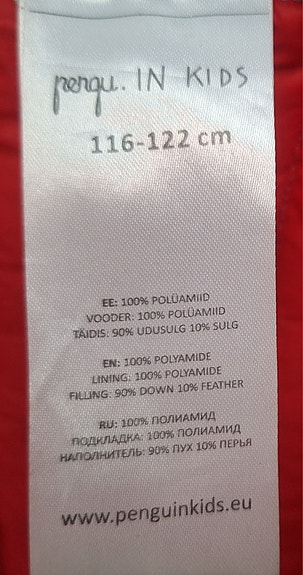 pengu.IN KIDS
116-122 cm
EE: 100% POLÜAMIID
VOODER: 100% POLÜAMIID
TÄIDIS: 90% UDUSULG 10% SULG
EN: 100% POLYAMIDE
LINING: 100% POLYAMIDE
FILLING: 90% DOWN 10% FEATHER
RU: 100% ПОЛИАМИД
ПОДКЛАДКА: 100% ПОЛИАМИД
НАПОЛНИТЕЛЬ: 90% ПУХ 10% ПЕРЬЯ
www.penguinkids.eu